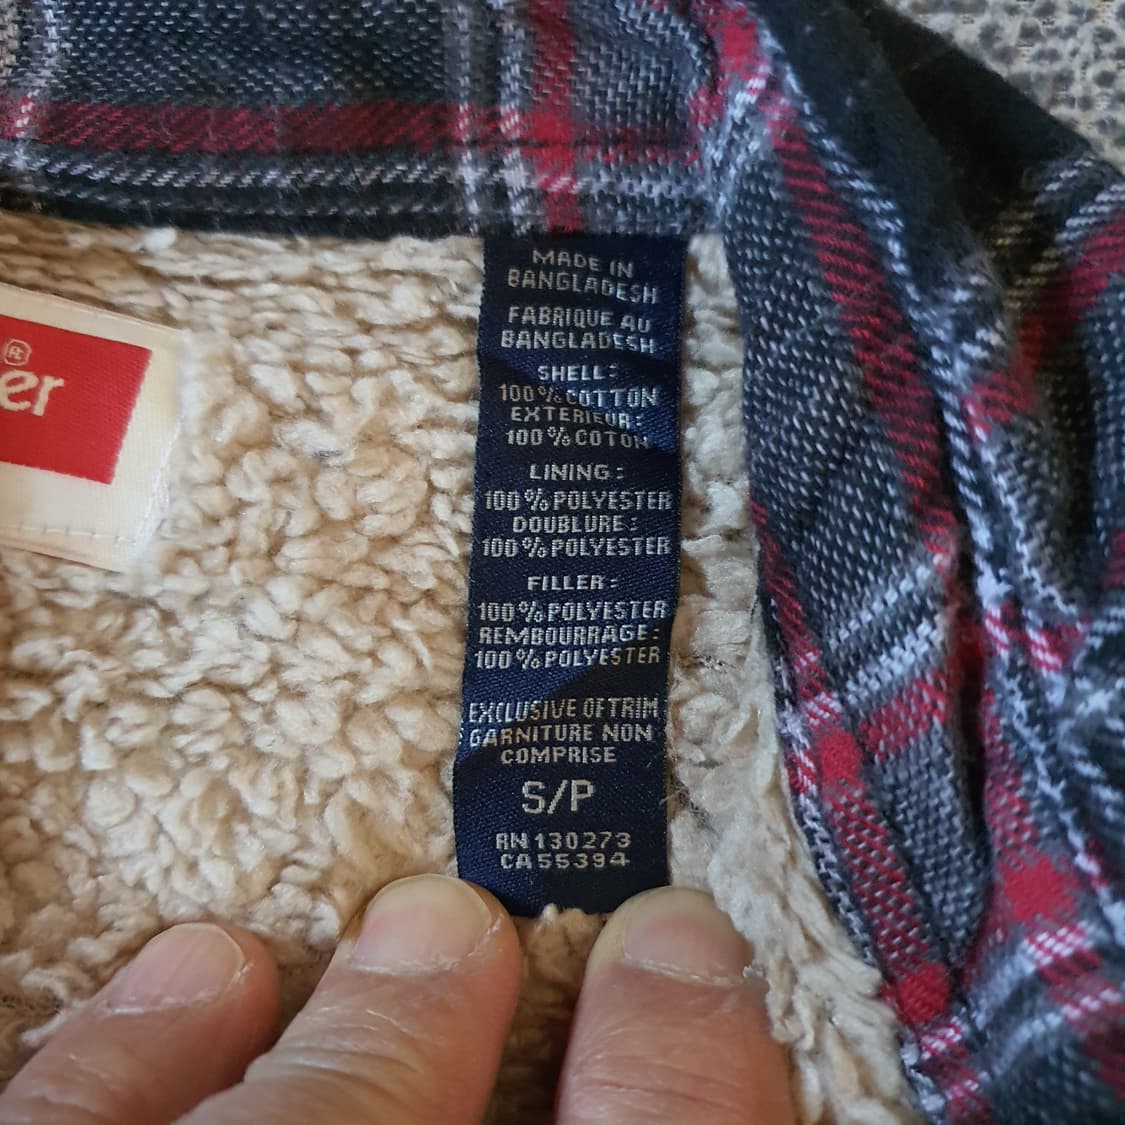 er
®
MADE IN
BANGLADESH
FABRIQUE AU
BANGLADESH
SHELL:
100% COTTON
EXTERIEUR:
100% COTON
LINING:
100% POLYESTER
DOUBLURE:
100% POLYESTER
FILLER:
100% POLYESTER
REMBOURRAGE:
100% POLYESTER
EXCLUSIVE OF TRIM
GARNITURE NON
COMPRISE
S/P
RN 130273
CA 55394